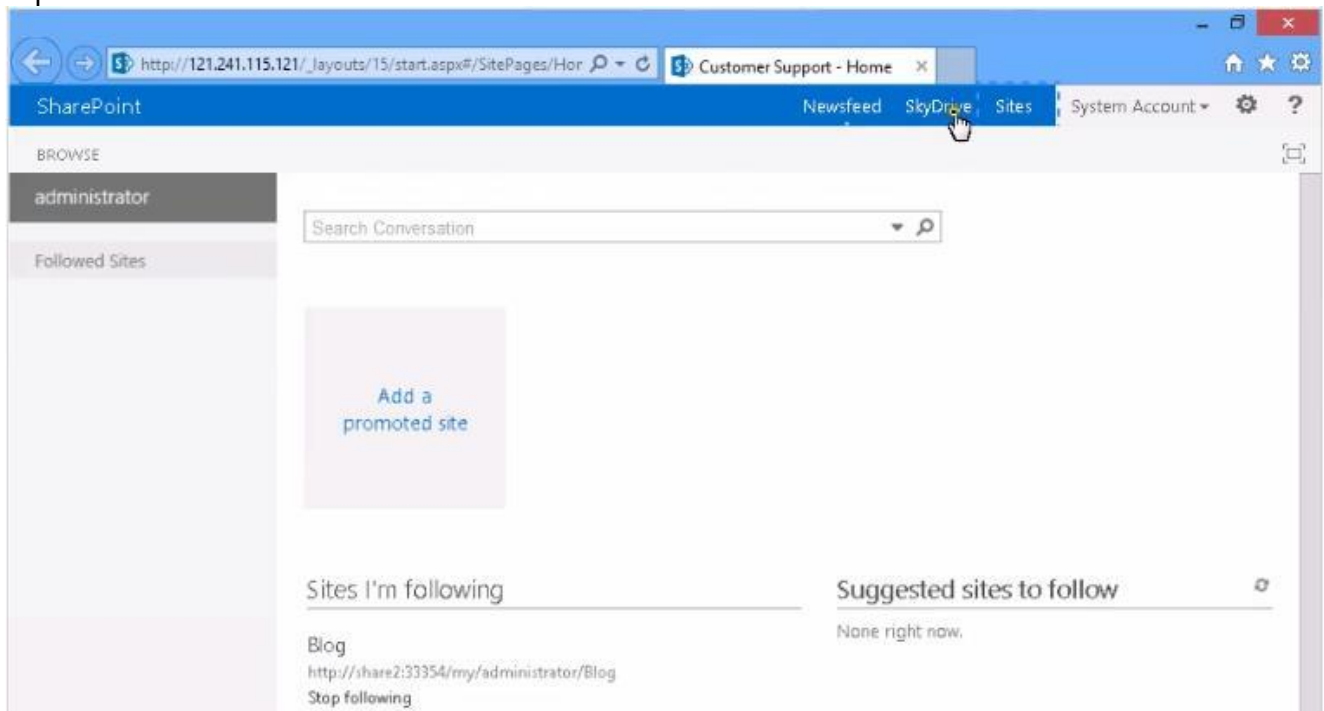 http://121.241.115.121/_layouts/15/start.aspx#/SitePages/Hor
Customer Support - Home
SharePoint
Newsfeed SkyDrive Sites System Account ?
BROWSE
administrator
Search Conversation
Followed Sites
Add a
promoted site
Sites I'm following
Suggested sites to follow
None right now.
Blog
http://share2:33354/my/administrator/Blog
Stop following